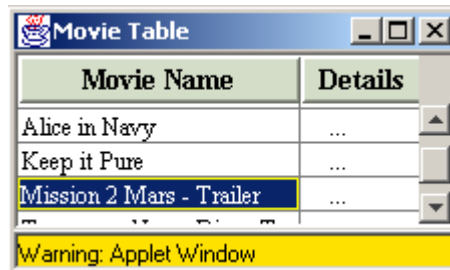 Movie Table
Movie Name Details
Alice in Navy ...
Keep it Pure ...
Mission 2 Mars - Trailer ...
Warning: Applet Window